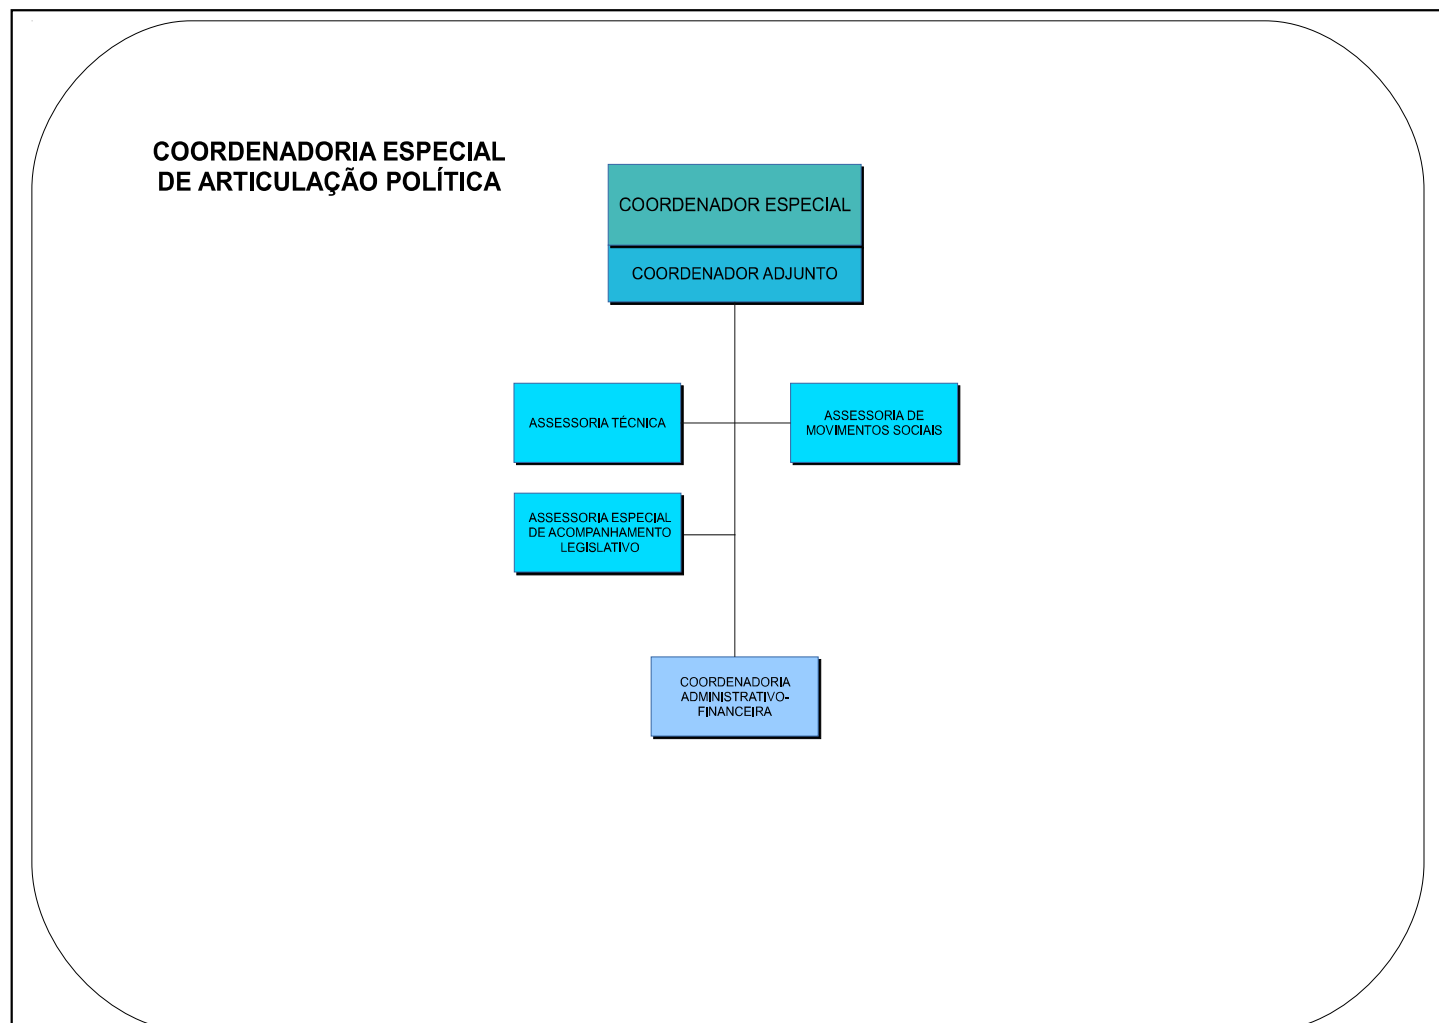 COORDENADORIA ESPECIAL
DE ARTICULAÇÃO POLÍTICA
COORDENADOR ESPECIAL
COORDENADOR ADJUNTO
ASSESSORIA TÉCNICA
ASSESSORIA DE
MOVIMENTOS SOCIAIS
ASSESSORIA ESPECIAL
DE ACOMPANHAMENTO
LEGISLATIVO
COORDENADORIA
ADMINISTRATIVO-
FINANCEIRA